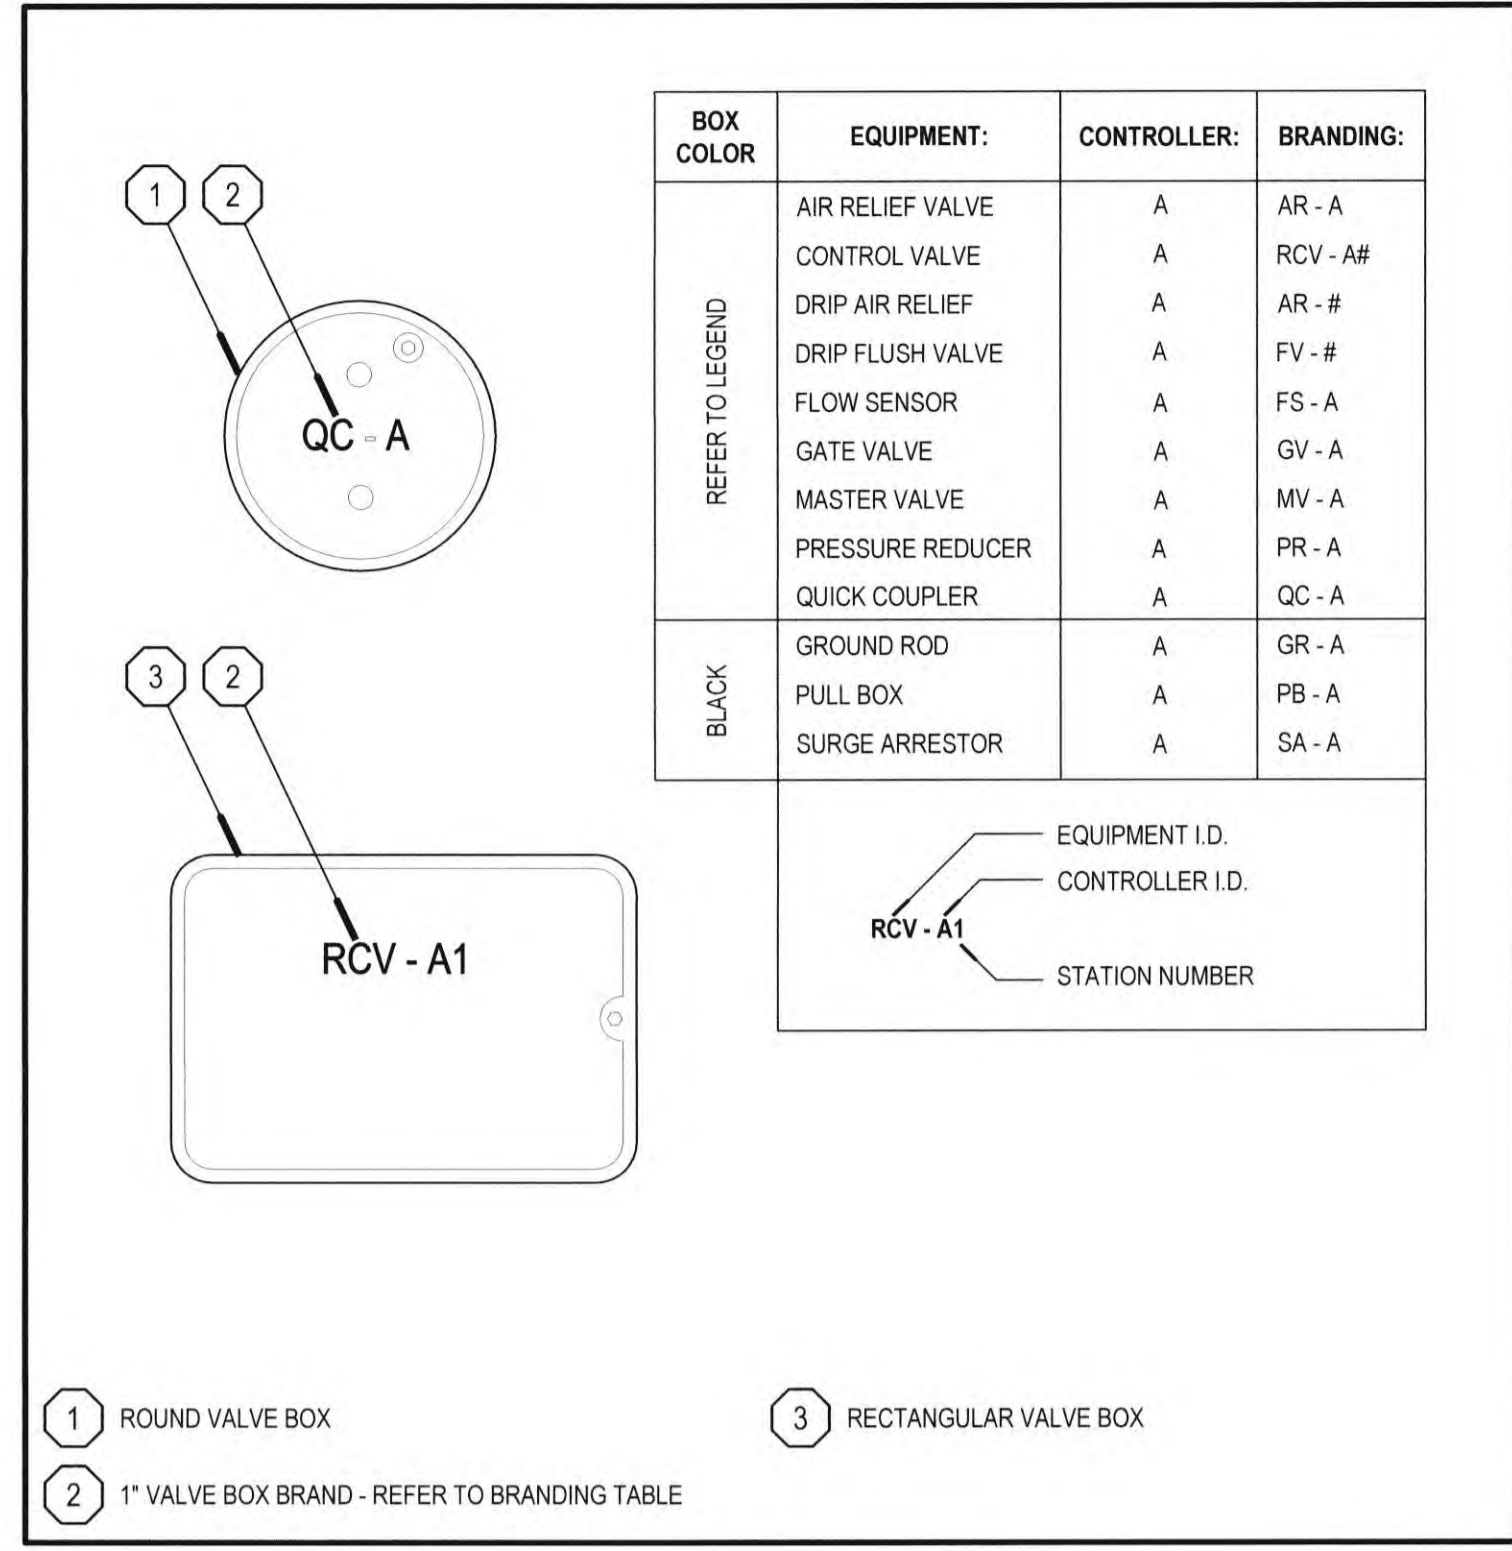 BOX COLOR EQUIPMENT: CONTROLLER: BRANDING:
REFER TO LEGEND
AIR RELIEF VALVE A AR - A
CONTROL VALVE A RCV - A#
DRIP AIR RELIEF A AR - #
DRIP FLUSH VALVE A FV - #
FLOW SENSOR A FS - A
GATE VALVE A GV - A
MASTER VALVE A MV - A
PRESSURE REDUCER A PR - A
QUICK COUPLER A QC - A
BLACK
GROUND ROD A GR - A
PULL BOX A PB - A
SURGE ARRESTOR A SA - A
1 2
QC - A
3 2
RCV - A1
EQUIPMENT I.D.
CONTROLLER I.D.
RCV - A1
STATION NUMBER
1 ROUND VALVE BOX
2 1" VALVE BOX BRAND - REFER TO BRANDING TABLE
3 RECTANGULAR VALVE BOX